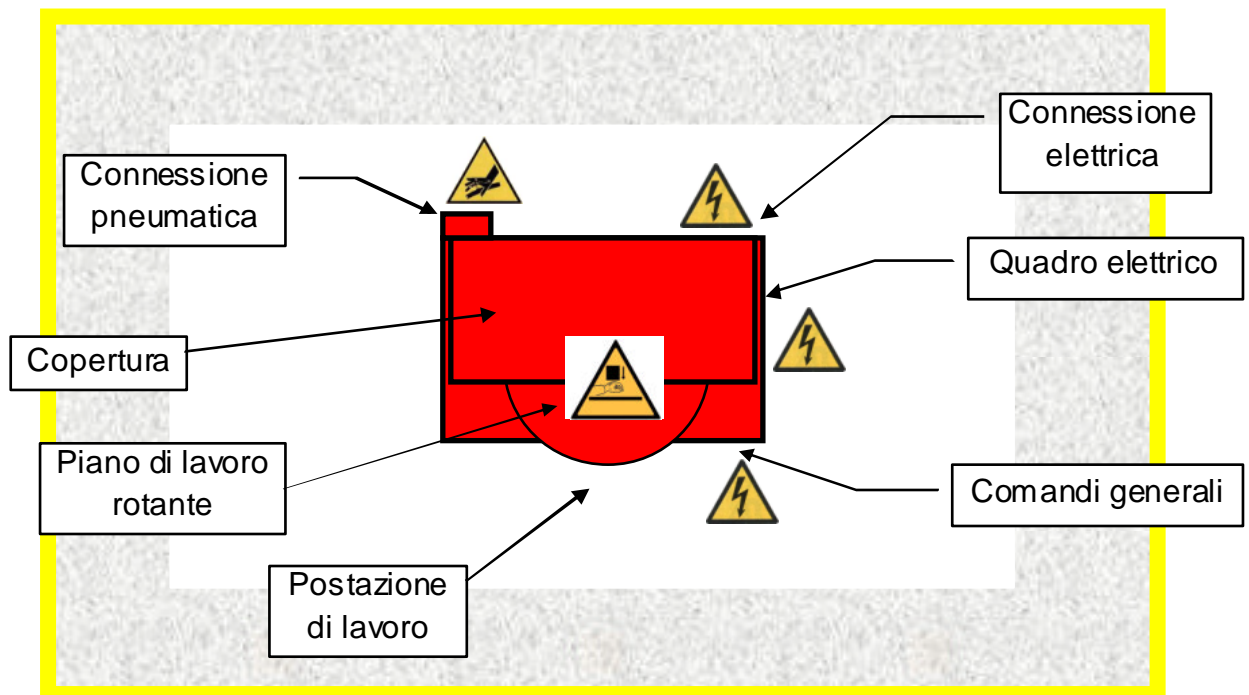 Connessione
elettrica
Connessione
pneumatica
Quadro elettrico
Copertura
Piano di lavoro
rotante
Comandi generali
Postazione
di lavoro